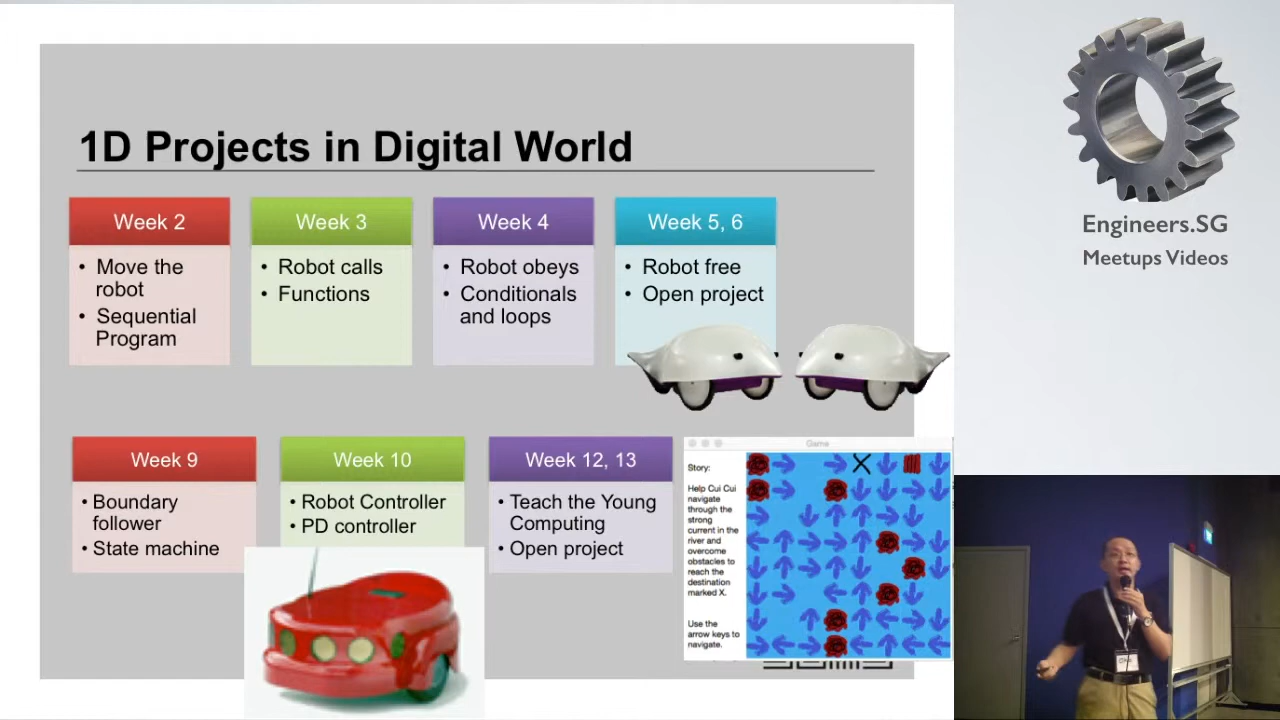 1D Projects in Digital World
Week 2
• Move the
robot
• Sequential
Program
Week 3
• Robot calls
• Functions
Week 4
• Robot obeys
• Conditionals
and loops
Week 5, 6
• Robot free
• Open project
Week 9
• Boundary
follower
• State machine
Week 10
• Robot Controller
• PD controller
Week 12, 13
• Teach the Young
Computing
• Open project
Game
Story:
Help Cui Cui
navigate
through the
strong
current in the
river and
overcome
obstacles to
reach the
destination
marked X.
Use the
arrow keys to
navigate.
X
Engineers.SG
Meetups Videos